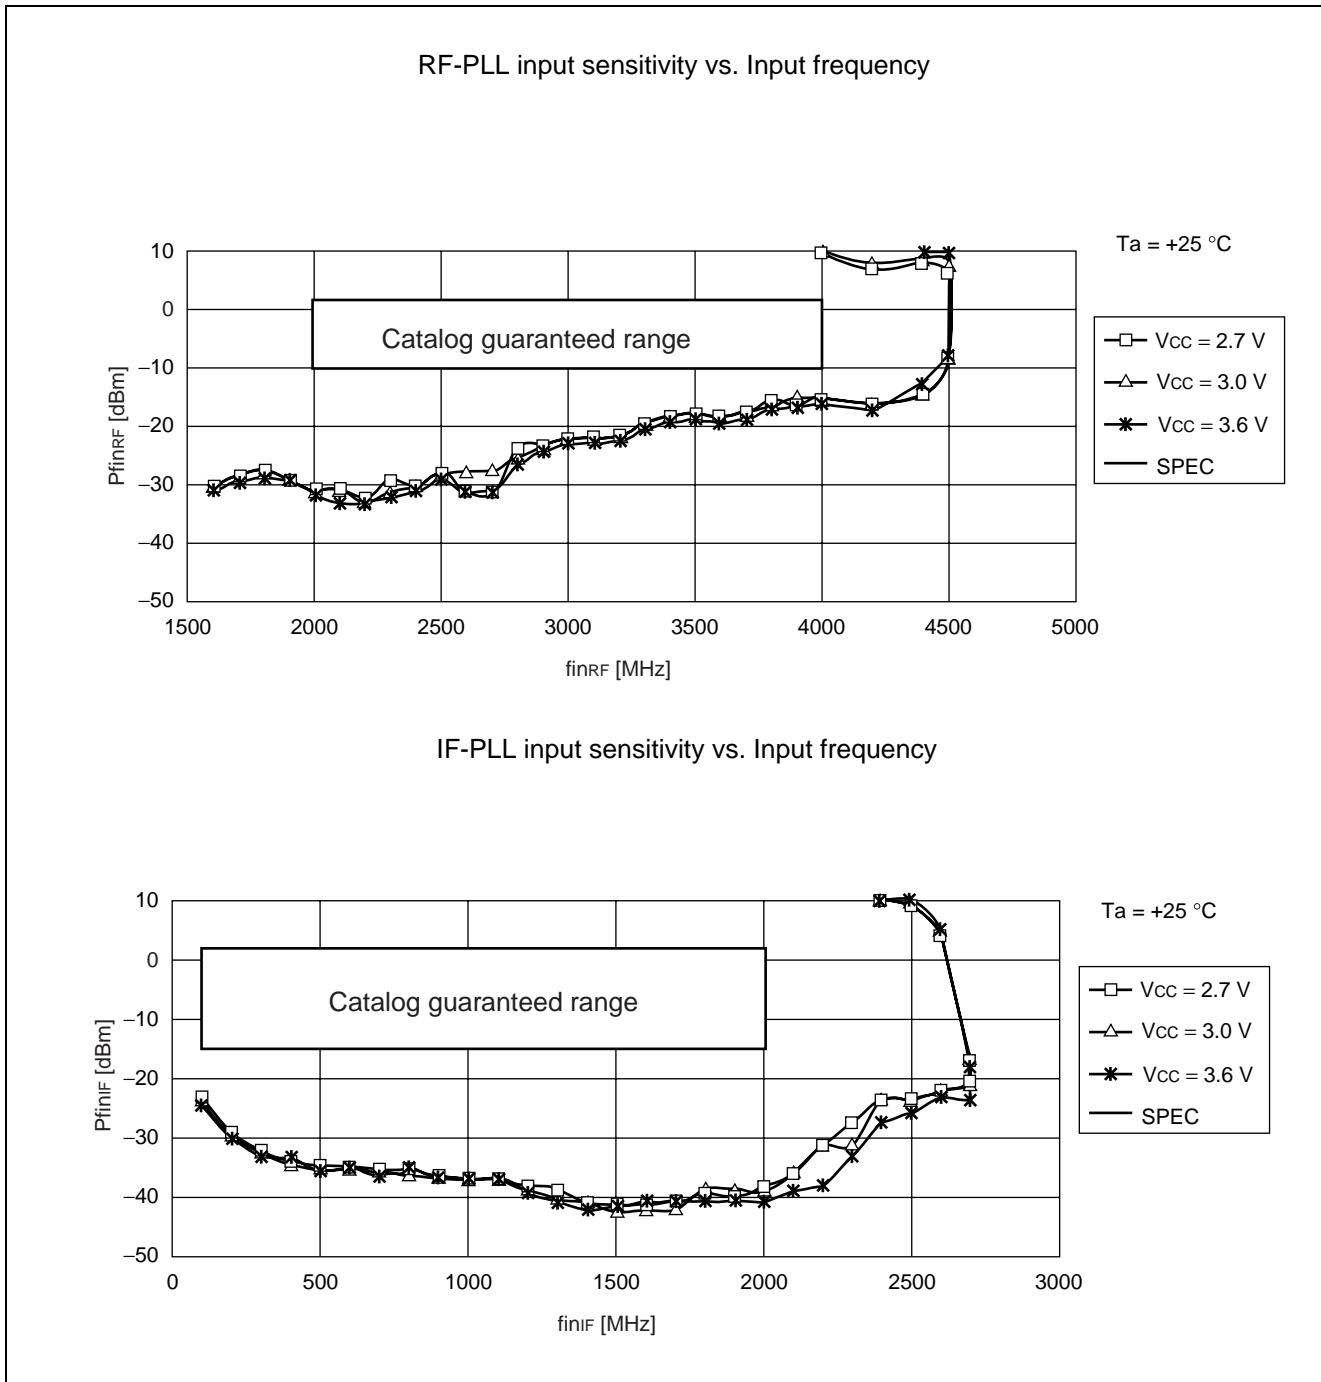 RF-PLL input sensitivity vs. Input frequency
Ta = +25 °C
10
0
−10
−20
−30
−40
−50
PfinRF [dBm]
Catalog guaranteed range
VCC = 2.7 V
VCC = 3.0 V
VCC = 3.6 V
SPEC
1500 2000 2500 3000 3500 4000 4500 5000
finRF [MHz]
IF-PLL input sensitivity vs. Input frequency
Ta = +25 °C
10
0
−10
−20
−30
−40
−50
PfinIF [dBm]
Catalog guaranteed range
VCC = 2.7 V
VCC = 3.0 V
VCC = 3.6 V
SPEC
0 500 1000 1500 2000 2500 3000
finIF [MHz]